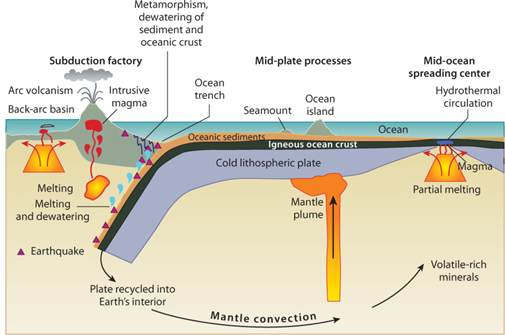 Metamorphism,
dewatering of
sediment and
oceanic crust
Subduction factory
Mid-plate processes
Mid-ocean
spreading center
Arc volcanism
Intrusive
magma
Back-arc basin
Ocean
trench
Seamount
Ocean
island
Hydrothermal
circulation
Ocean
Oceanic sediments
Igneous ocean crust
Cold lithospheric plate
Magma
Partial melting
Melting
Melting
and dewatering
Mantle
plume
Earthquake
Volatile-rich
minerals
Plate recycled into
Earth's interior
Mantle convection